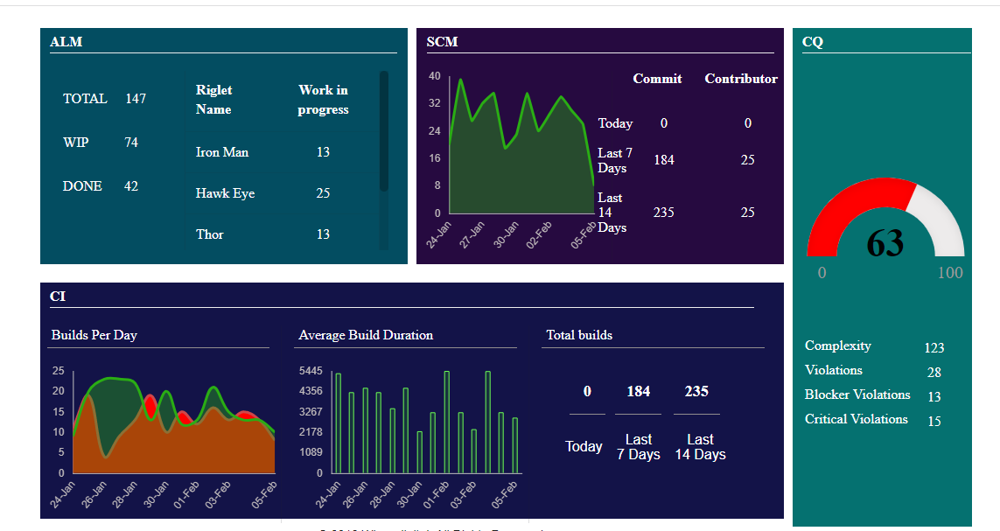 ALM
TOTAL 147
WIP 74
DONE 42
Riglet Name
Work in progress
Iron Man 13
Hawk Eye 25
Thor 13
SCM
40
32
24
16
8
0
24-Jan 27-Jan 30-Jan 02-Feb 05-Feb
Commit Contributor
Today 0 0
Last 7 Days 184 25
Last 14 Days 235 25
CQ
63
0 100
Complexity 123
Violations 28
Blocker Violations 13
Critical Violations 15
CI
Builds Per Day
25
20
15
10
5
0
24-Jan 26-Jan 28-Jan 30-Jan 01-Feb 03-Feb 05-Feb
Average Build Duration
5445
4356
3267
2178
1089
0
24-Jan 26-Jan 28-Jan 30-Jan 01-Feb 03-Feb 05-Feb
Total builds
0 184 235
Today
Last 7 Days
Last 14 Days